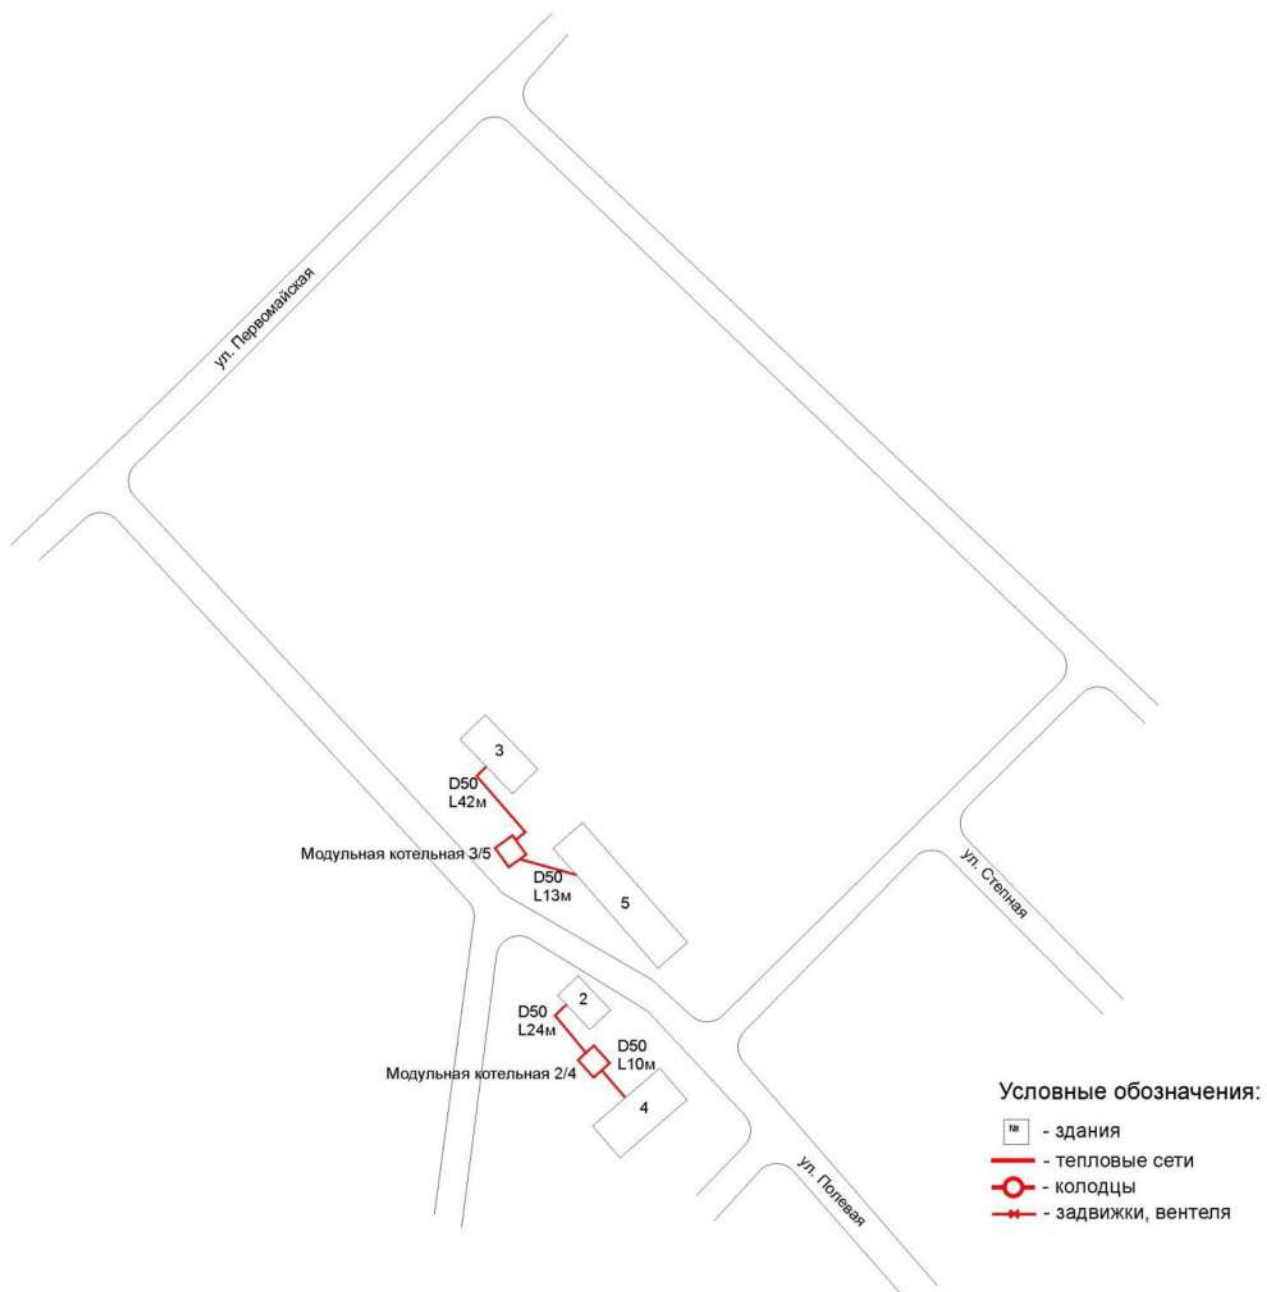 ул. Первомайская
3
D50
L42м
Модульная котельная 3/5
D50
L13м
5
ул. Степная
2
D50
L24м
D50
L10м
Модульная котельная 2/4
4
ул. Полевая
Условные обозначения:
№ - здания
- тепловые сети
- колодцы
- задвижки, вентеля